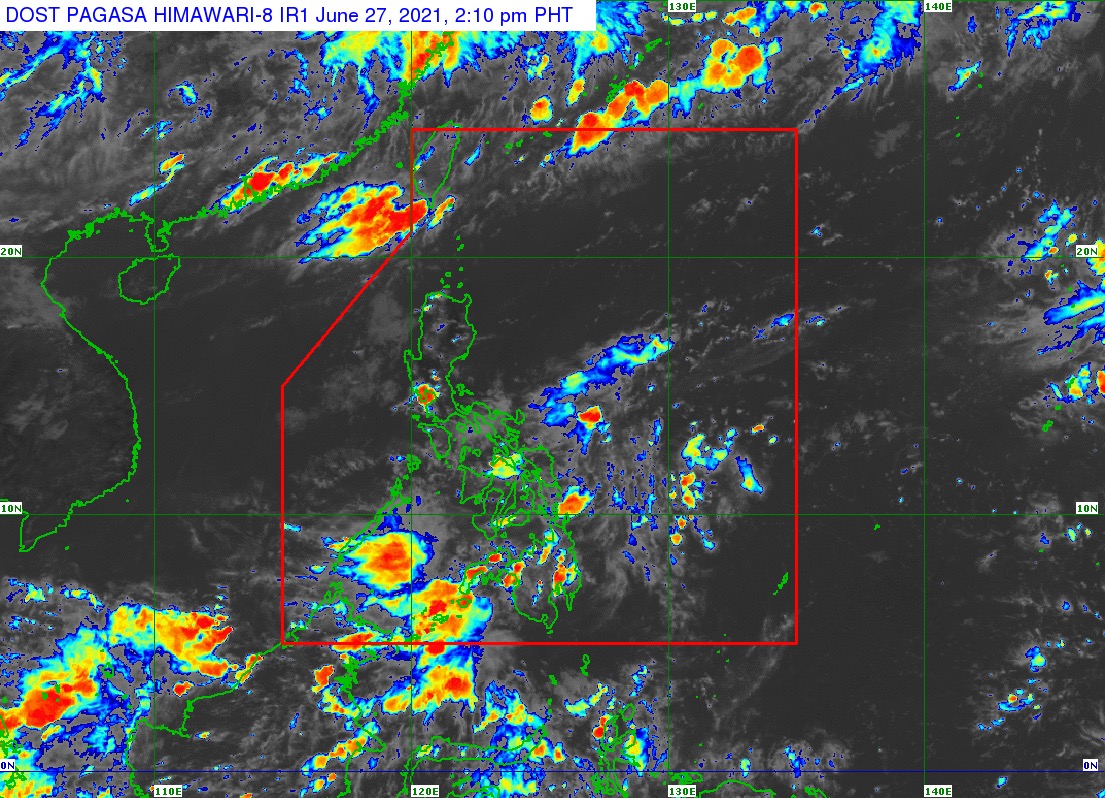 DOST PAGASA HIMAWARI-8 IR1 June 27, 2021, 2:10 pm PHT
130E 140E
20N 20N
10N 10N
0N 0N
110E 120E 130E 140E